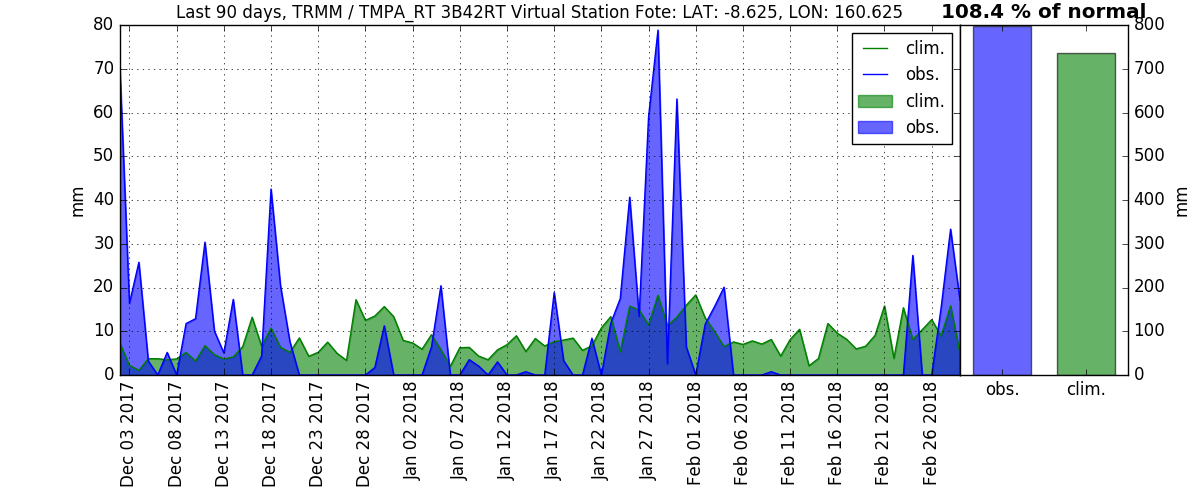 Last 90 days, TRMM / TMPA_RT 3B42RT Virtual Station Fote: LAT: -8.625, LON: 160.625
108.4 % of normal
80
70
60
50
40
30
20
10
0
mm
clim.
obs.
clim.
obs.
800
700
600
500
400
300
200
100
0
mm
Dec 03 2017
Dec 08 2017
Dec 13 2017
Dec 18 2017
Dec 23 2017
Dec 28 2017
Jan 02 2018
Jan 07 2018
Jan 12 2018
Jan 17 2018
Jan 22 2018
Jan 27 2018
Feb 01 2018
Feb 06 2018
Feb 11 2018
Feb 16 2018
Feb 21 2018
Feb 26 2018
obs.
clim.